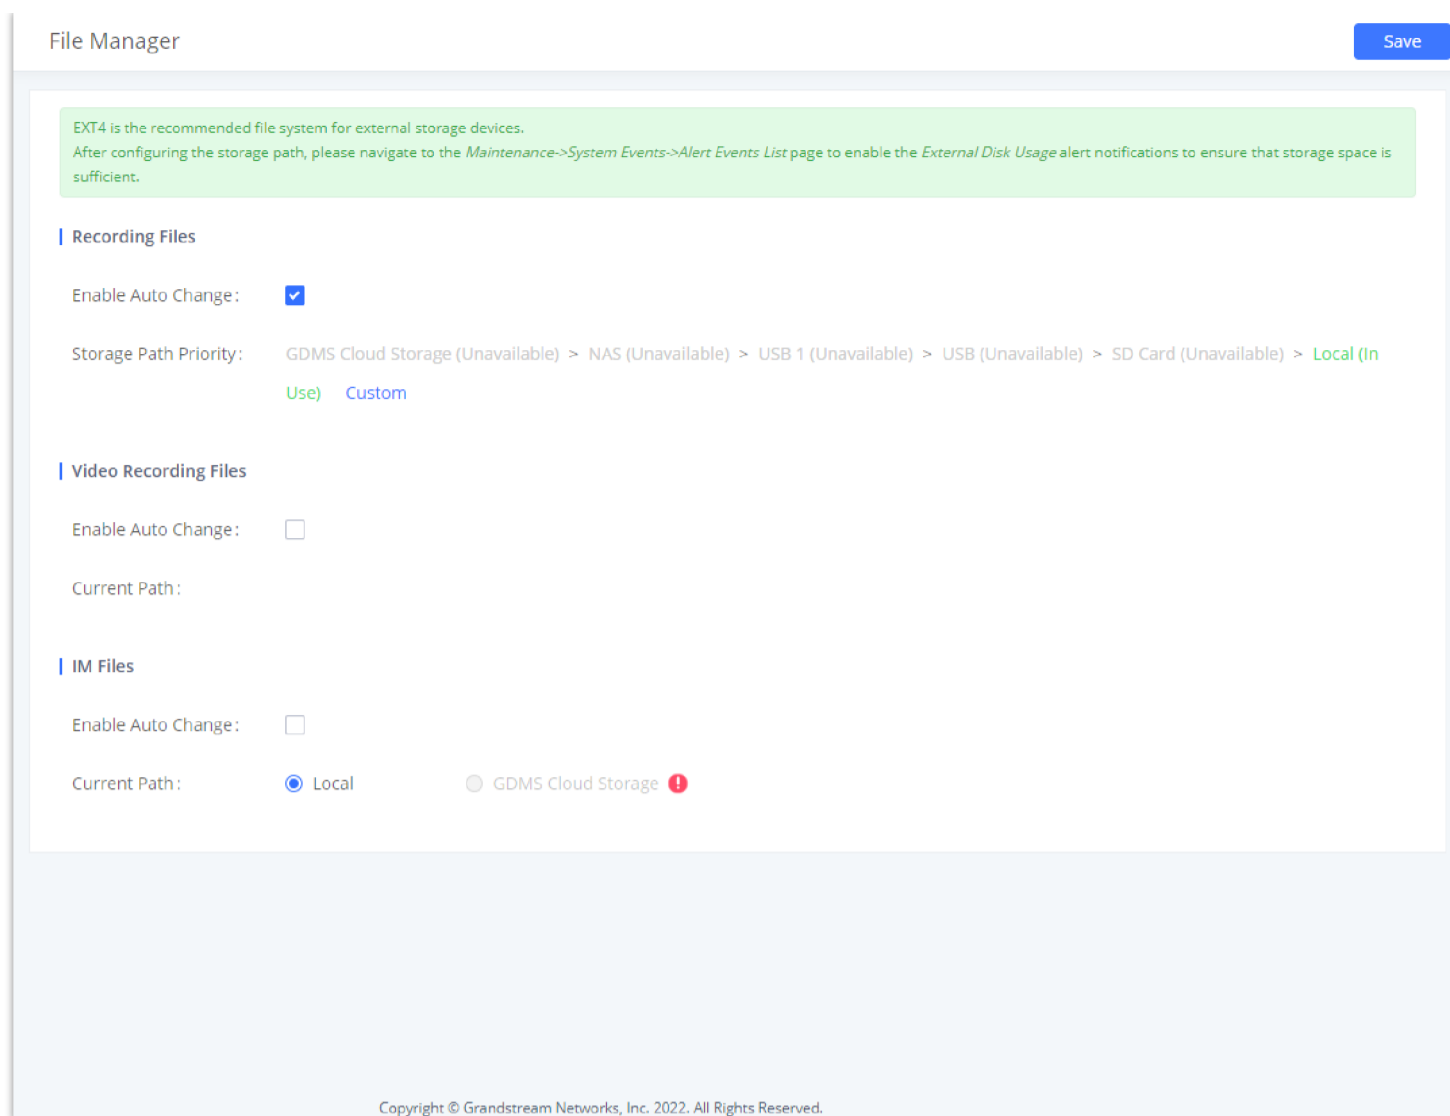 File Manager
Save
EXT4 is the recommended file system for external storage devices.
After configuring the storage path, please navigate to the Maintenance->System Events->Alert Events List page to enable the External Disk Usage alert notifications to ensure that storage space is
sufficient.
Recording Files
Enable Auto Change:
Storage Path Priority: GDMS Cloud Storage (Unavailable) > NAS (Unavailable) > USB 1 (Unavailable) > USB (Unavailable) > SD Card (Unavailable) > Local (In
Use) Custom
Video Recording Files
Enable Auto Change:
Current Path:
IM Files
Enable Auto Change:
Current Path: Local GDMS Cloud Storage !
Copyright © Grandstream Networks, Inc. 2022. All Rights Reserved.